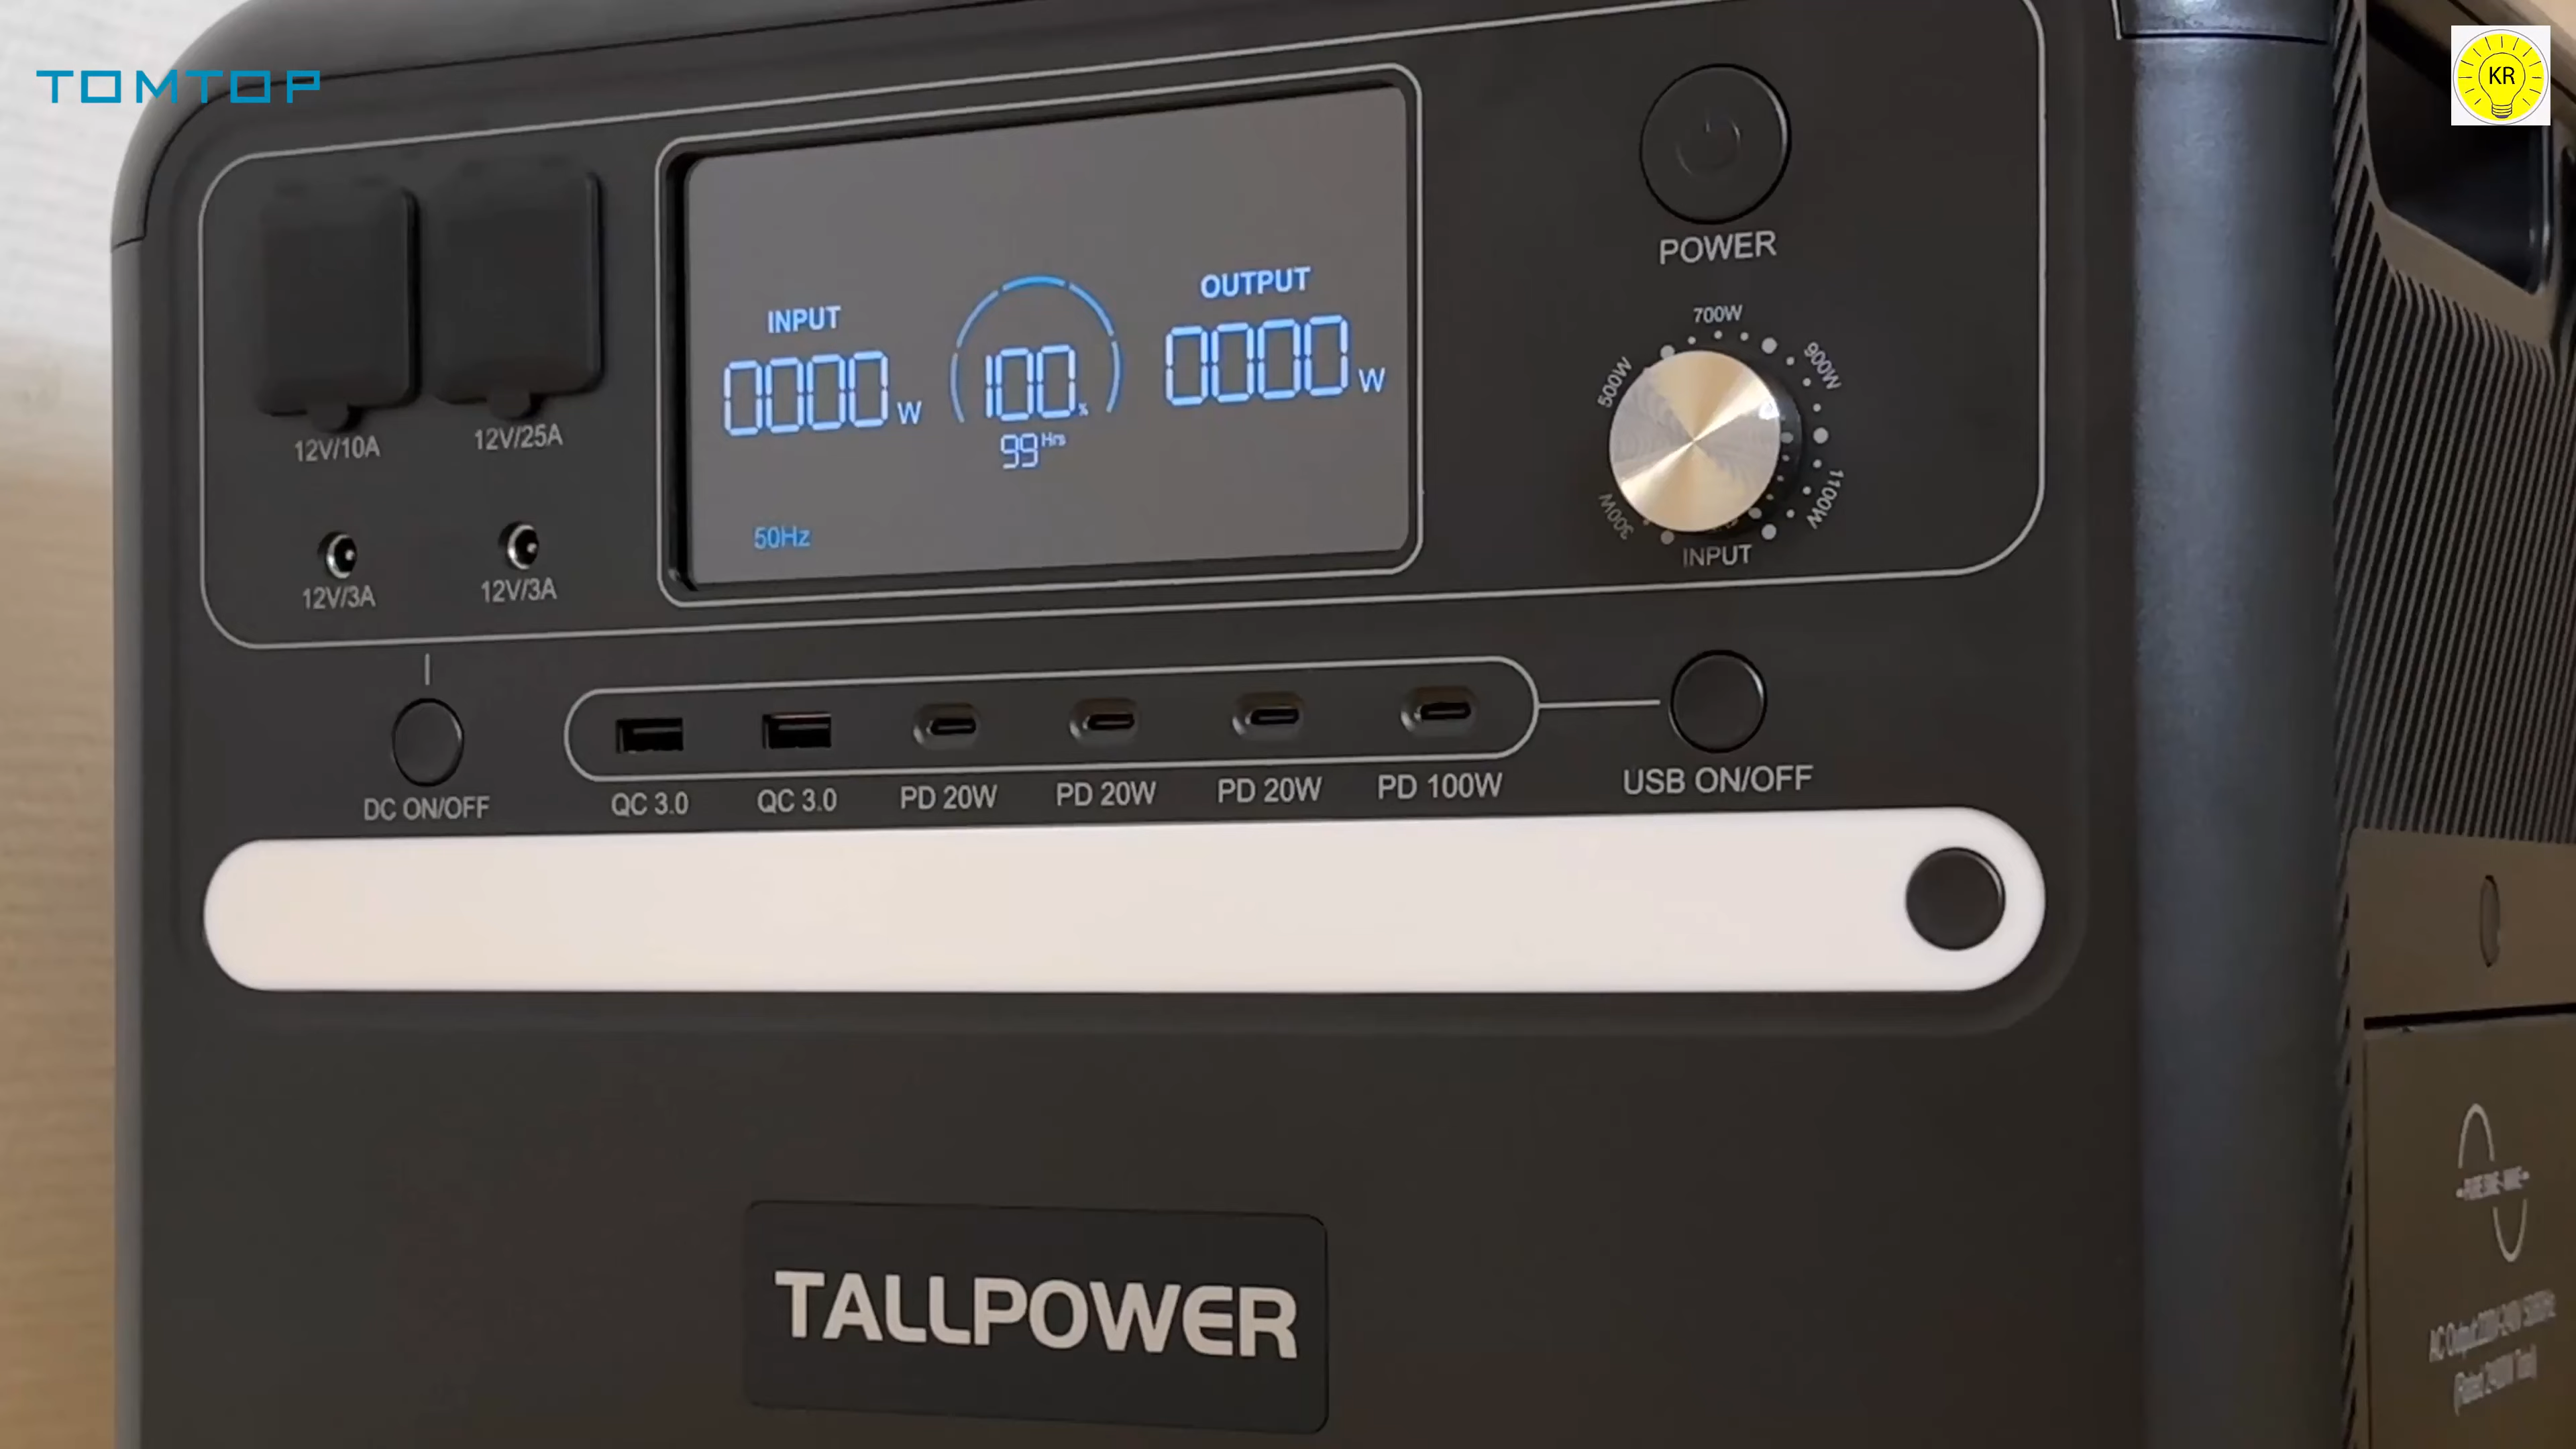 TOMTOP
KR
POWER
INPUT
0000 W
100 %
99 Hrs
OUTPUT
0000 W
50Hz
12V/10A
12V/25A
12V/3A
12V/3A
300W
500W
700W
900W
1100W
INPUT
DC ON/OFF
QC 3.0
QC 3.0
PD 20W
PD 20W
PD 20W
PD 100W
USB ON/OFF
TALLPOWER
AC Output